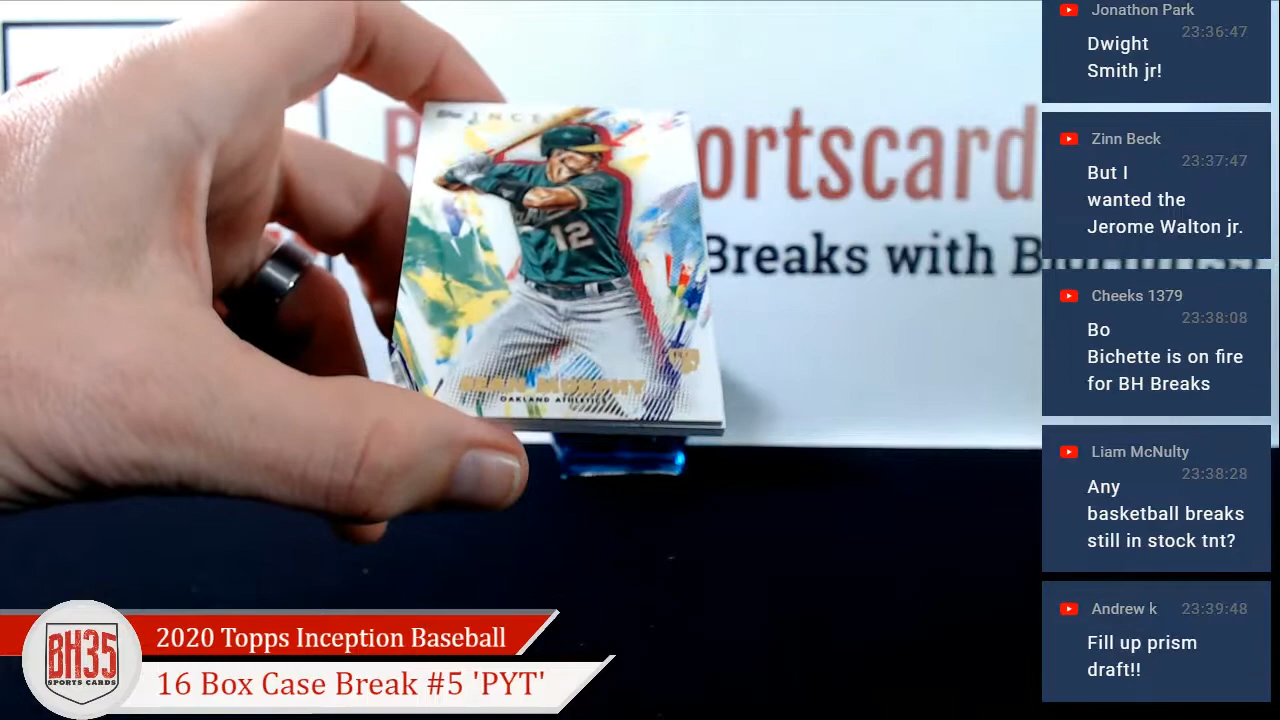 INCE
12
SEAN MURPHY
OAKLAND ATHLETICS
ortscard
Breaks with B
BH35
SPORTS CARDS
2020 Topps Inception Baseball
16 Box Case Break #5 'PYT'
Jonathon Park
23:36:47
Dwight
Smith jr!
Zinn Beck
23:37:47
But I
wanted the
Jerome Walton jr.
Cheeks 1379
23:38:08
Bo
Bichette is on fire
for BH Breaks
Liam McNulty
23:38:28
Any
basketball breaks
still in stock tnt?
Andrew k 23:39:48
Fill up prism
draft!!